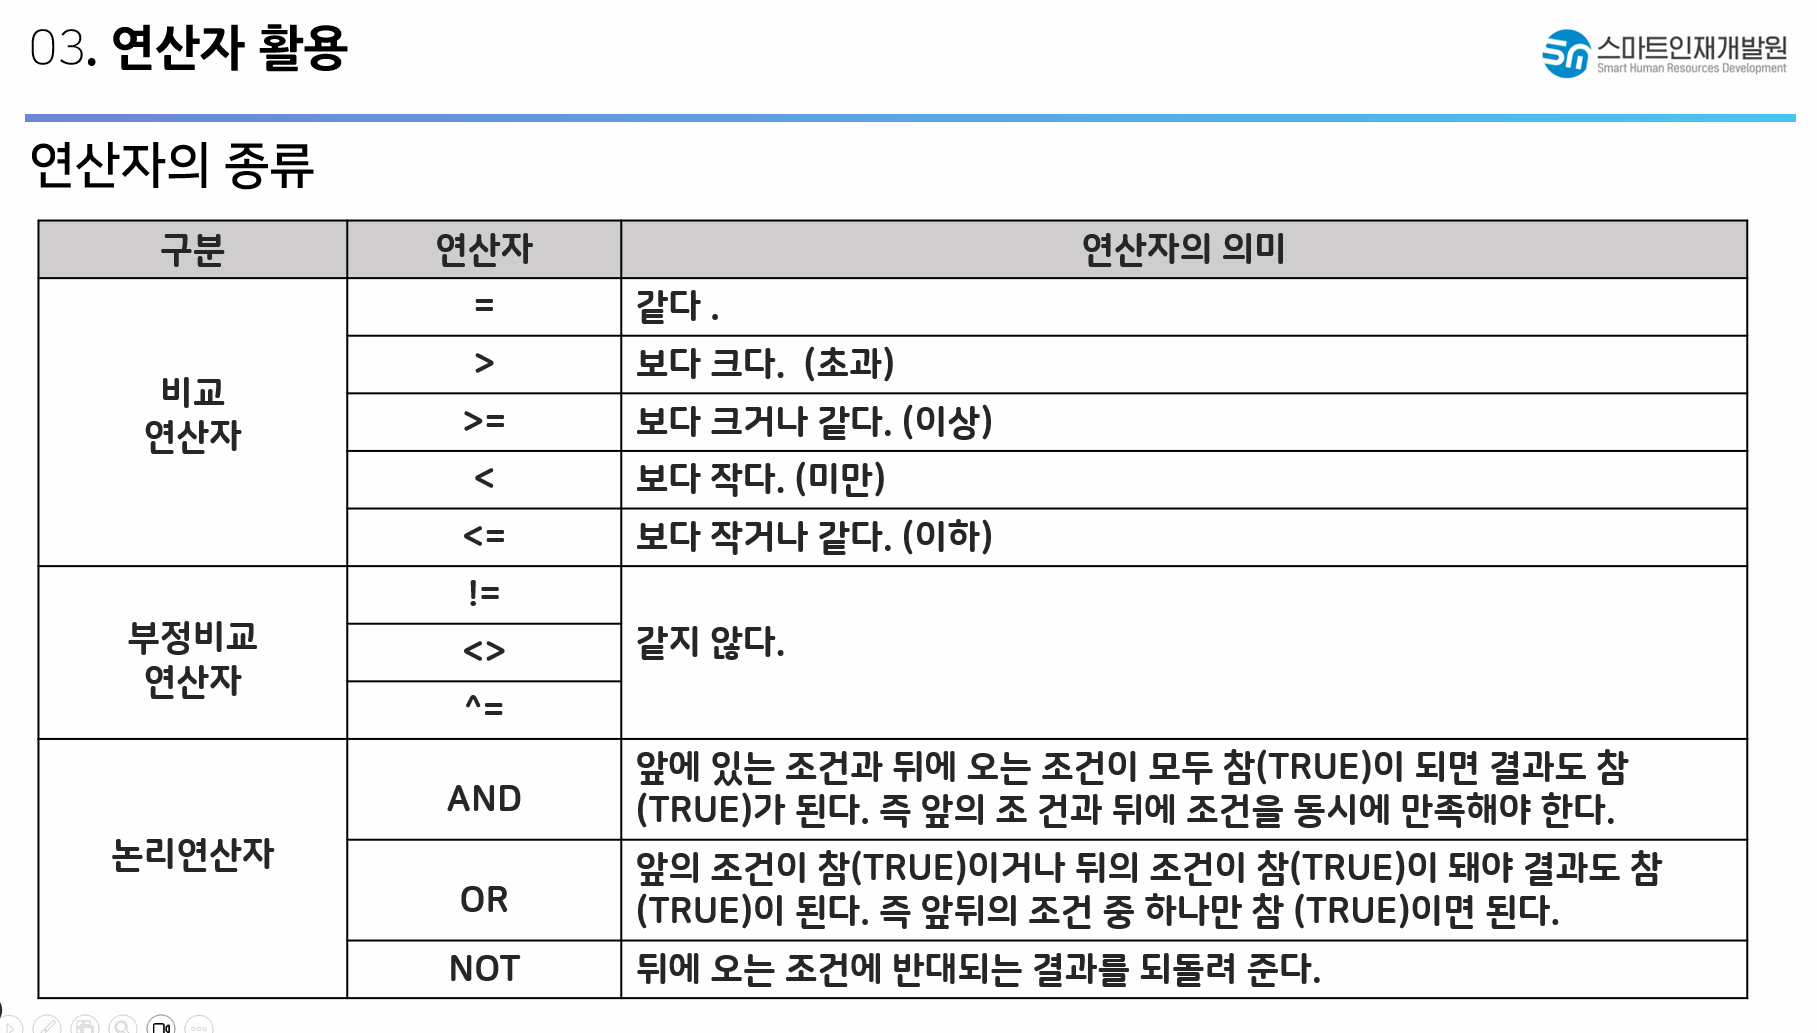 03. 연산자 활용
스마트인재개발원
Smart Human Resources Development
연산자의 종류
구분 연산자 연산자의 의미
비교
연산자
= 같다 .
> 보다 크다. (초과)
>= 보다 크거나 같다. (이상)
< 보다 작다. (미만)
<= 보다 작거나 같다. (이하)
부정비교
연산자
!=
<>
^=
같지 않다.
논리연산자
AND
앞에 있는 조건과 뒤에 오는 조건이 모두 참(TRUE)이 되면 결과도 참
(TRUE)가 된다. 즉 앞의 조 건과 뒤에 조건을 동시에 만족해야 한다.
OR
앞의 조건이 참(TRUE)이거나 뒤의 조건이 참(TRUE)이 돼야 결과도 참
(TRUE)이 된다. 즉 앞뒤의 조건 중 하나만 참 (TRUE)이면 된다.
NOT 뒤에 오는 조건에 반대되는 결과를 되돌려 준다.